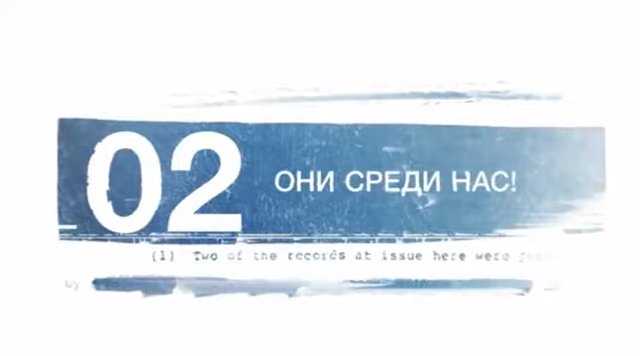 02
ОНИ СРЕДИ НАС!
(1) Two of the records at issue here were